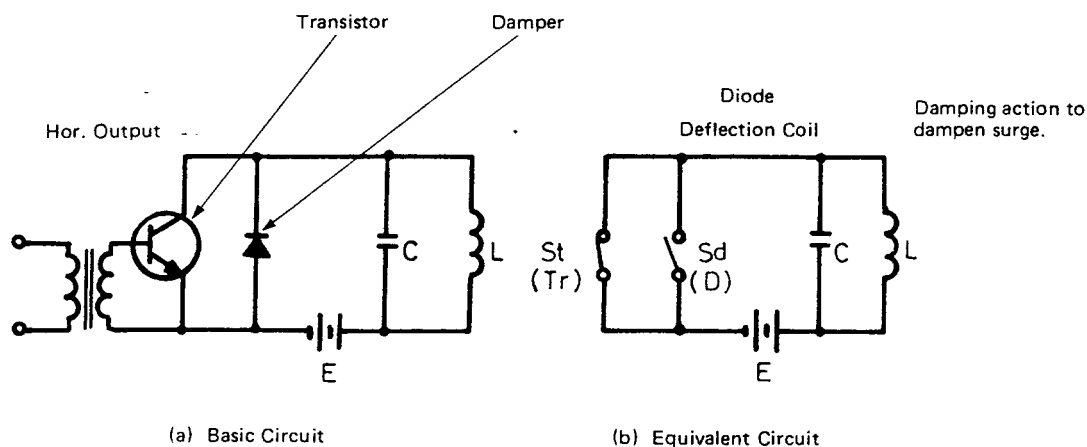 Transistor
Damper
Diode
Deflection Coil
Damping action to
dampen surge.
Hor. Output
C
L
E
St
(Tr)
Sd
(D)
C
L
E
(a) Basic Circuit
(b) Equivalent Circuit